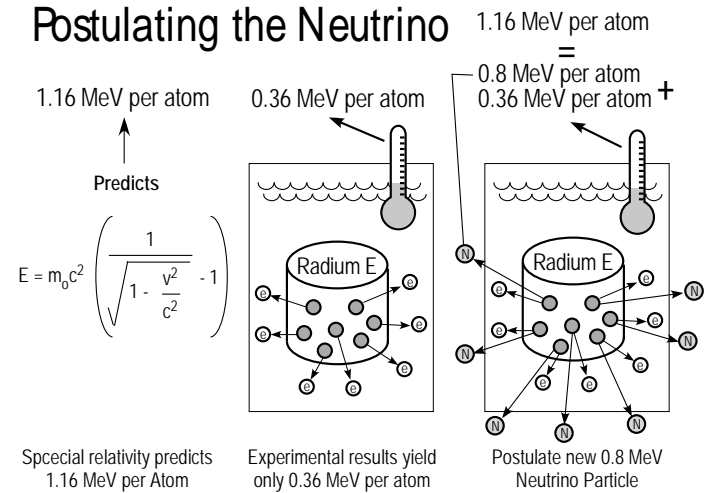 Postulating the Neutrino
1.16 MeV per atom
=
0.8 MeV per atom
0.36 MeV per atom +
1.16 MeV per atom
0.36 MeV per atom
Predicts
E = m₀c² ( 1 / √(1 - v²/c²) - 1 )
Radium E
e
e
e
e
e
e
e
Radium E
N
e
e
N
e
e
N
N
e
e
e
N
N
N
Spcecial relativity predicts
1.16 MeV per Atom
Experimental results yield
only 0.36 MeV per atom
Postulate new 0.8 MeV
Neutrino Particle